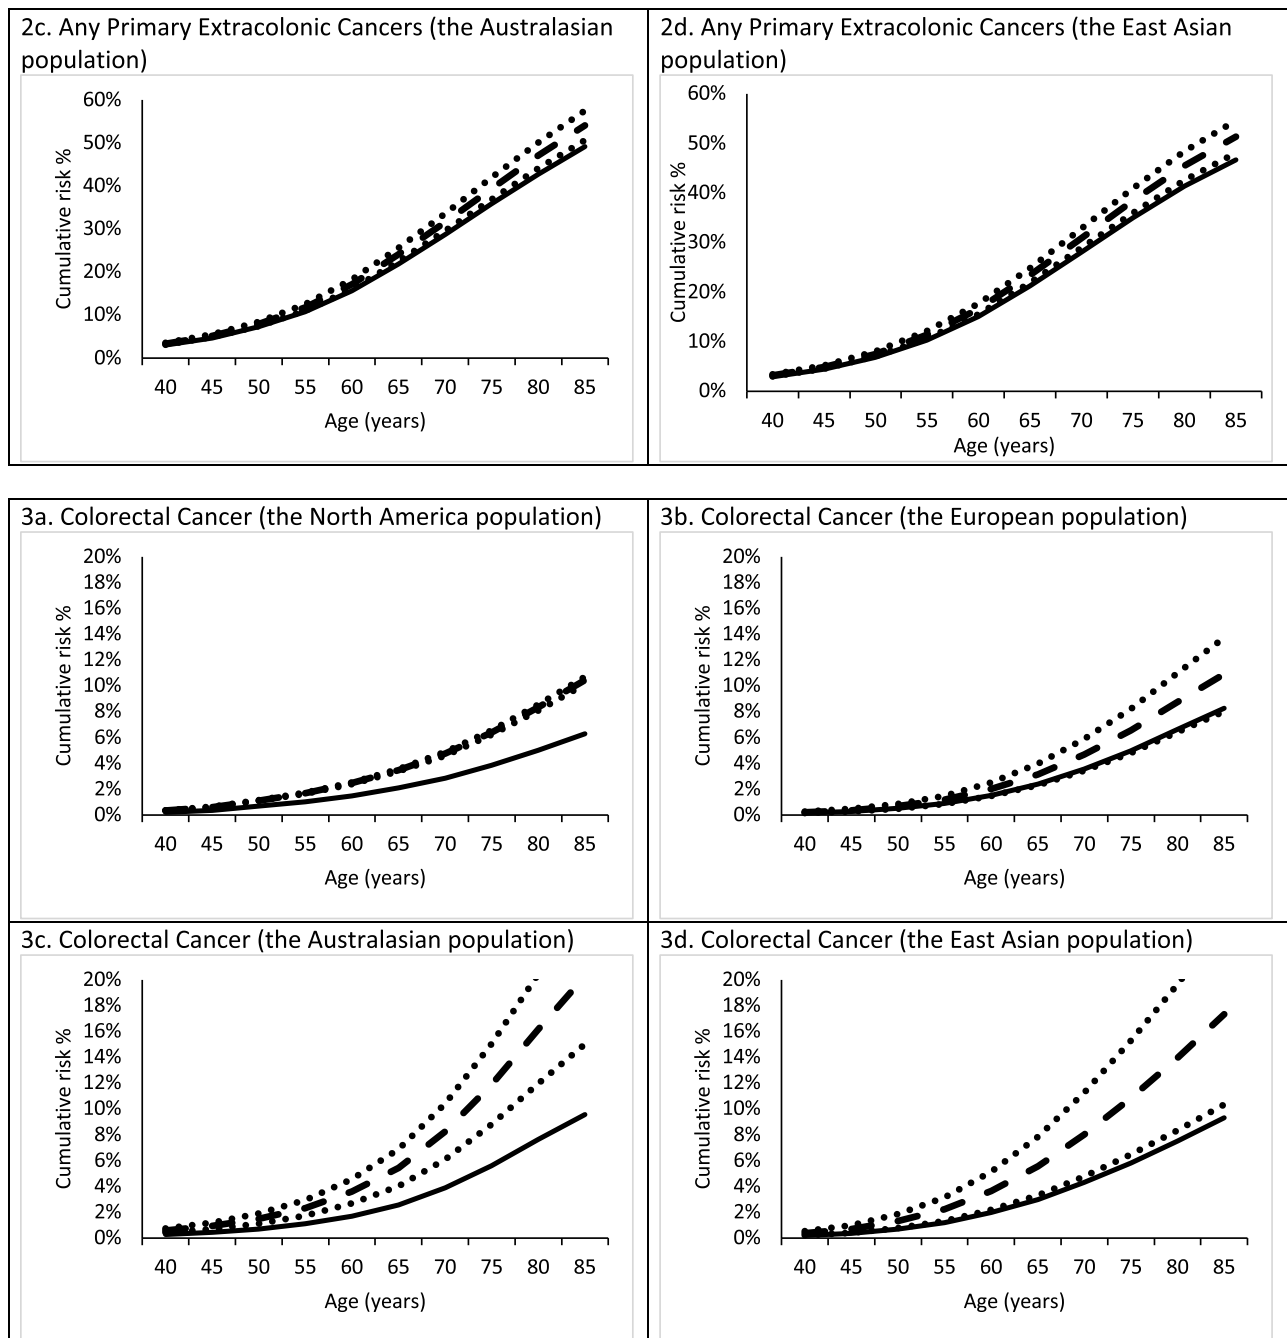 2c. Any Primary Extracolonic Cancers (the Australasian
population)
60%
50%
40%
30%
20%
10%
0%
Cumulative risk %
40 45 50 55 60 65 70 75 80 85
Age (years)
2d. Any Primary Extracolonic Cancers (the East Asian
population)
60%
50%
40%
30%
20%
10%
0%
Cumulative risk %
40 45 50 55 60 65 70 75 80 85
Age (years)
3a. Colorectal Cancer (the North America population)
20%
18%
16%
14%
12%
10%
8%
6%
4%
2%
0%
Cumulative risk %
40 45 50 55 60 65 70 75 80 85
Age (years)
3b. Colorectal Cancer (the European population)
20%
18%
16%
14%
12%
10%
8%
6%
4%
2%
0%
Cumulative risk %
40 45 50 55 60 65 70 75 80 85
Age (years)
3c. Colorectal Cancer (the Australasian population)
20%
18%
16%
14%
12%
10%
8%
6%
4%
2%
0%
Cumulative risk %
40 45 50 55 60 65 70 75 80 85
Age (years)
3d. Colorectal Cancer (the East Asian population)
20%
18%
16%
14%
12%
10%
8%
6%
4%
2%
0%
Cumulative risk %
40 45 50 55 60 65 70 75 80 85
Age (years)